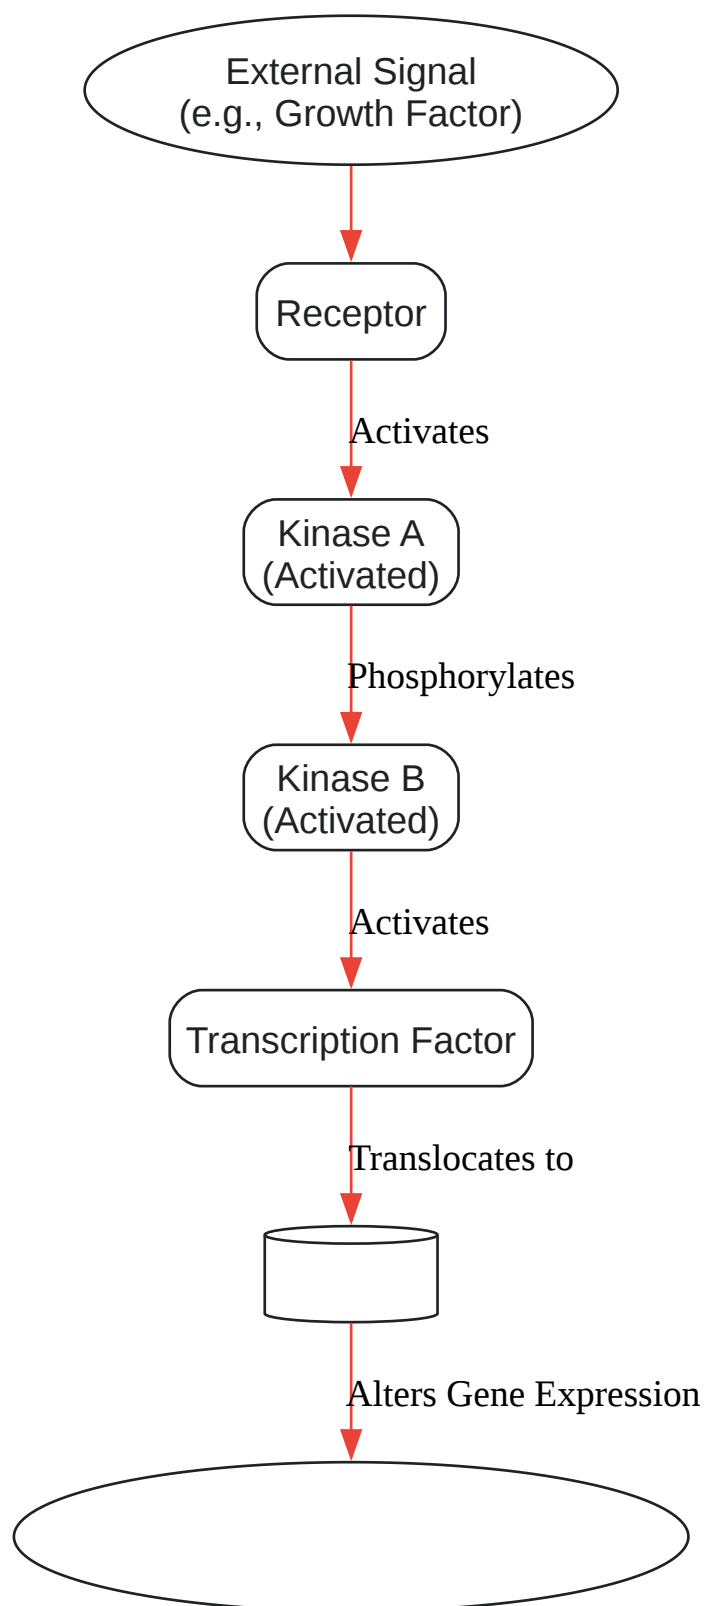 External Signal
(e.g., Growth Factor)
Receptor
Activates
Kinase A
(Activated)
Phosphorylates
Kinase B
(Activated)
Activates
Transcription Factor
Translocates to
Alters Gene Expression